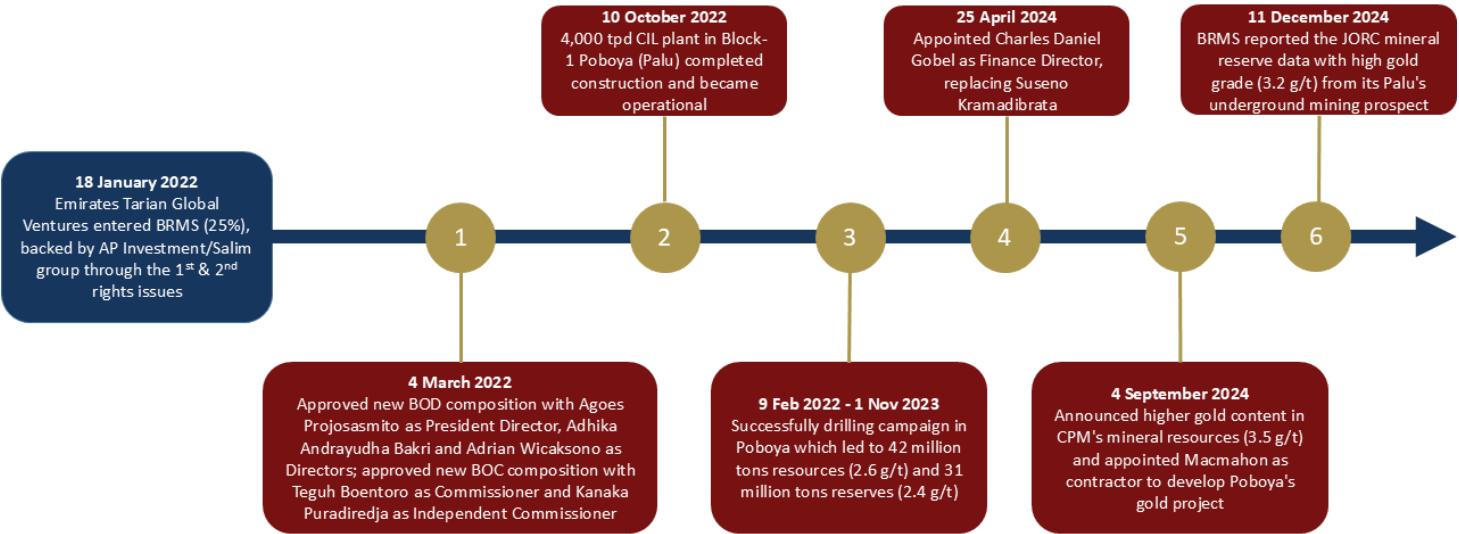 18 January 2022
Emirates Tarian Global
Ventures entered BRMS (25%),
backed by AP Investment/Salim
group through the 1st & 2nd
rights issues
1
4 March 2022
Approved new BOD composition with Agoes
Projosasmito as President Director, Adhika
Andrayudha Bakri and Adrian Wicaksono as
Directors; approved new BOC composition with
Teguh Boentoro as Commissioner and Kanaka
Puradiredja as Independent Commissioner
10 October 2022
4,000 tpd CIL plant in Block-
1 Poboya (Palu) completed
construction and became
operational
2
3
9 Feb 2022 - 1 Nov 2023
Successfully drilling campaign in
Poboya which led to 42 million
tons resources (2.6 g/t) and 31
million tons reserves (2.4 g/t)
25 April 2024
Appointed Charles Daniel
Gobel as Finance Director,
replacing Suseno
Kramadibrata
4
5
4 September 2024
Announced higher gold content in
CPM's mineral resources (3.5 g/t)
and appointed Macmahon as
contractor to develop Poboya's
gold project
11 December 2024
BRMS reported the JORC mineral
reserve data with high gold
grade (3.2 g/t) from its Palu's
underground mining prospect
6